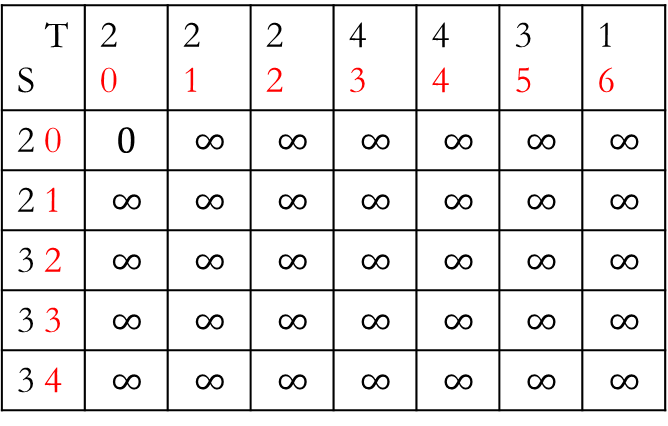 T 2 2 2 4 4 3 1
S 0 1 2 3 4 5 6
2 0 0 ∞ ∞ ∞ ∞ ∞ ∞
2 1 ∞ ∞ ∞ ∞ ∞ ∞ ∞
3 2 ∞ ∞ ∞ ∞ ∞ ∞ ∞
3 3 ∞ ∞ ∞ ∞ ∞ ∞ ∞
3 4 ∞ ∞ ∞ ∞ ∞ ∞ ∞